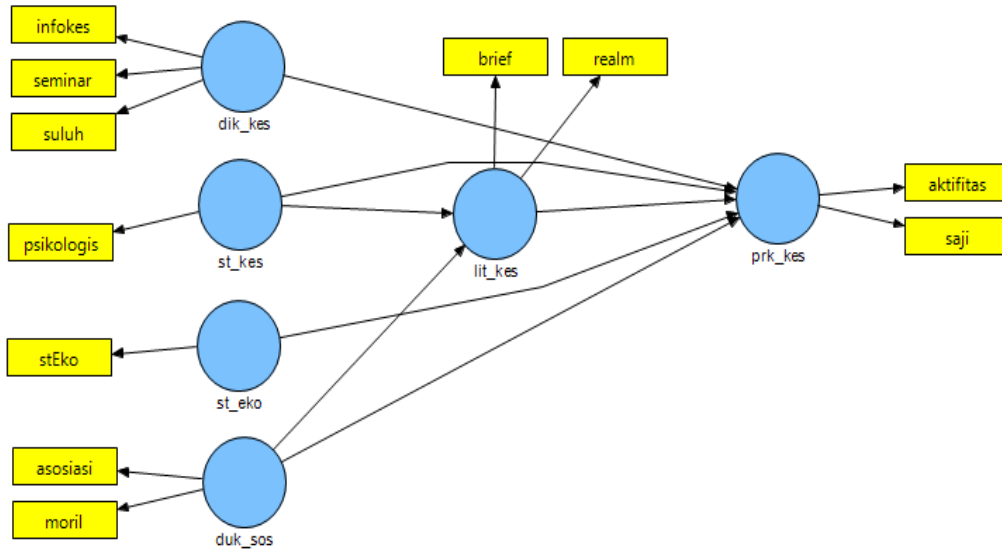 infokes
seminar
suluh
dik_kes
brief
realm
psikologis
st_kes
lit_kes
prk_kes
aktifitas
saji
stEko
st_eko
asosiasi
moril
duk_sos